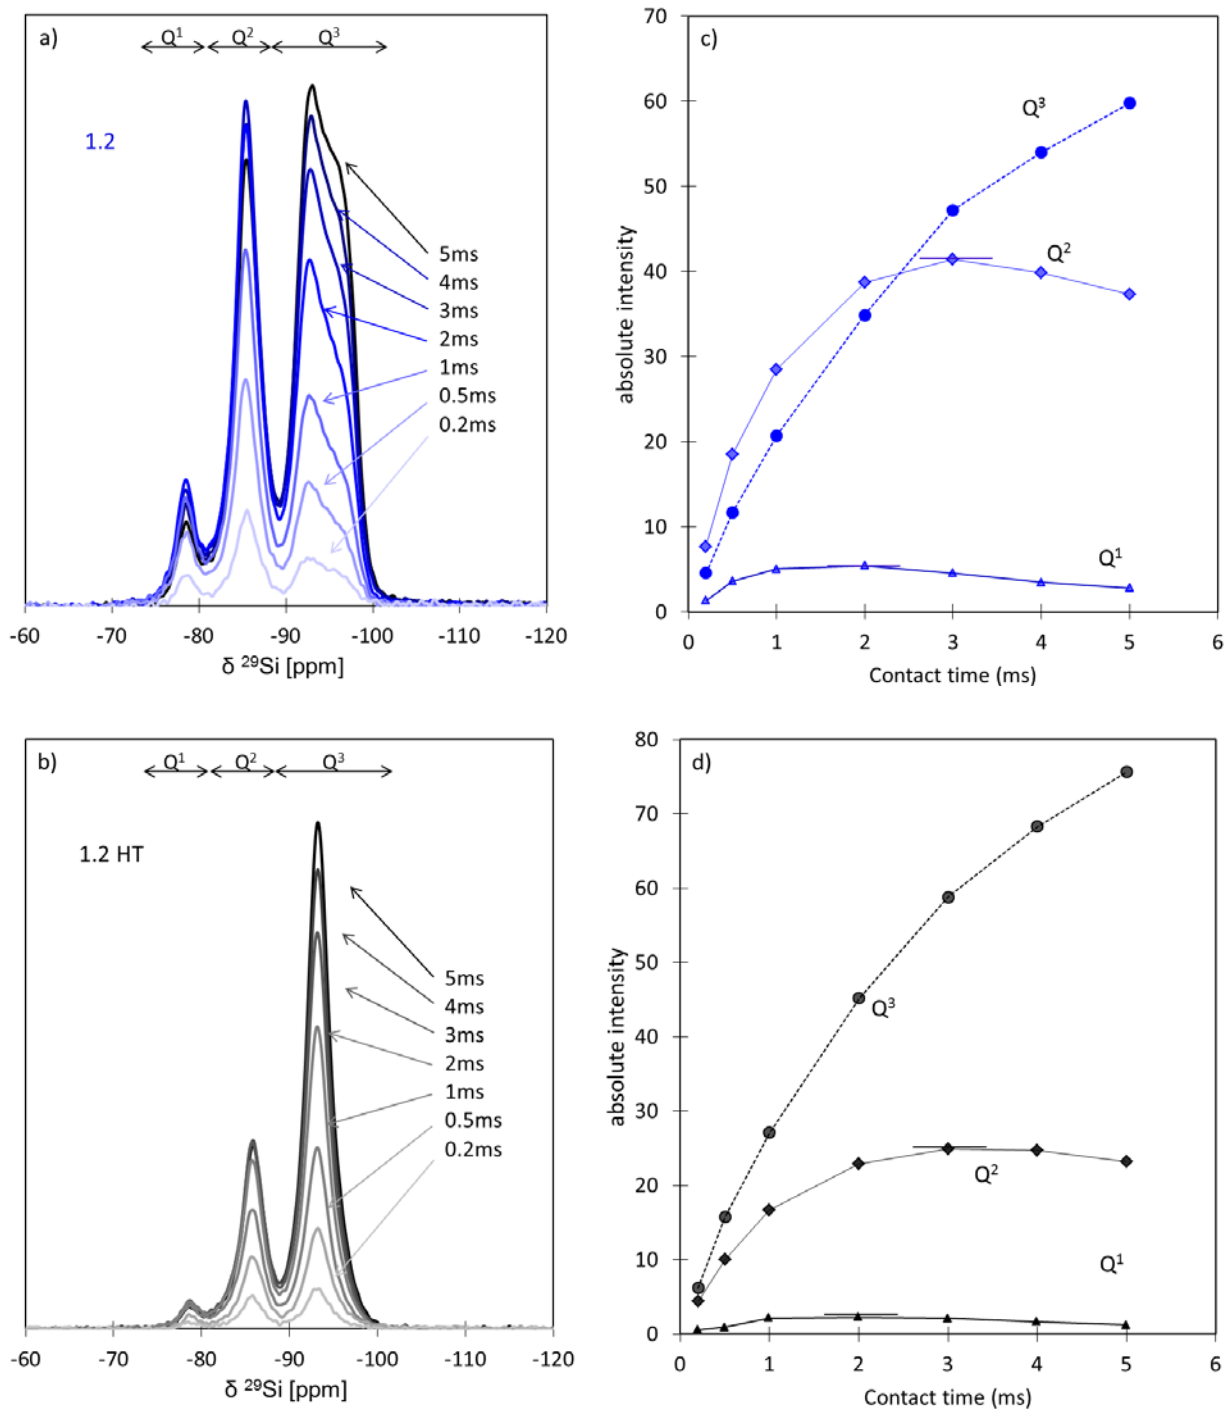 a)
Q¹ Q² Q³
1.2
5ms
4ms
3ms
2ms
1ms
0.5ms
0.2ms
-60 -70 -80 -90 -100 -110 -120
δ ²⁹Si [ppm]
c)
70
60
50
40
30
20
10
0
absolute intensity
Q³
Q²
Q¹
0 1 2 3 4 5 6
Contact time (ms)
b)
Q¹ Q² Q³
1.2 HT
5ms
4ms
3ms
2ms
1ms
0.5ms
0.2ms
-60 -70 -80 -90 -100 -110 -120
δ ²⁹Si [ppm]
d)
80
70
60
50
40
30
20
10
0
absolute intensity
Q³
Q²
Q¹
0 1 2 3 4 5 6
Contact time (ms)